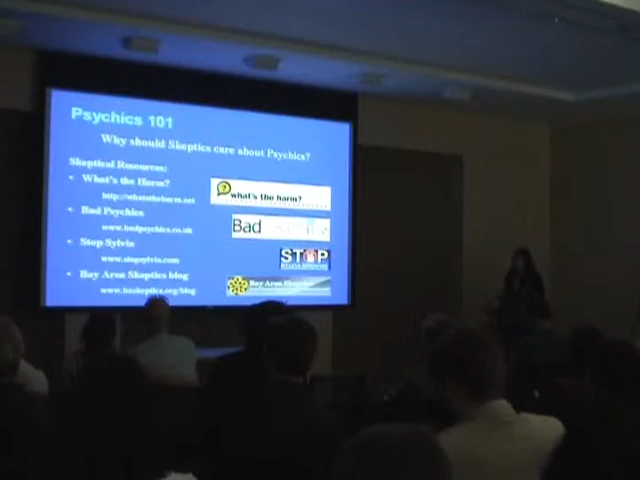 Psychics 101
Why should Skeptics care about Psychics?
Skeptical Resources:
• What's the Harm?
http://whatstheharm.net
what's the harm?
• Bad Psychics
www.badpsychics.co.uk
Bad
• Stop Sylvia
www.stopsylvia.com
STOP
SYLVIA BROWNE
• Bay Area Skeptics blog
www.baskeptics.org/blog
Bay Area Skeptics